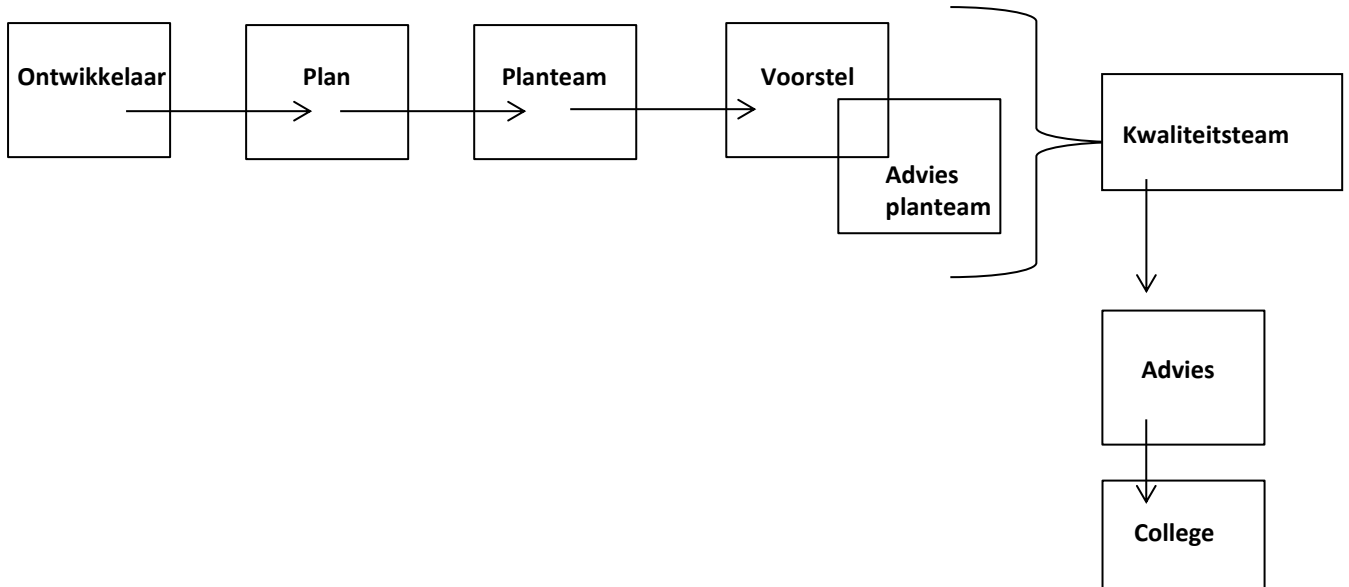 Ontwikkelaar
Plan
Planteam
Voorstel
Advies
planteam
Kwaliteitsteam
Advies
College